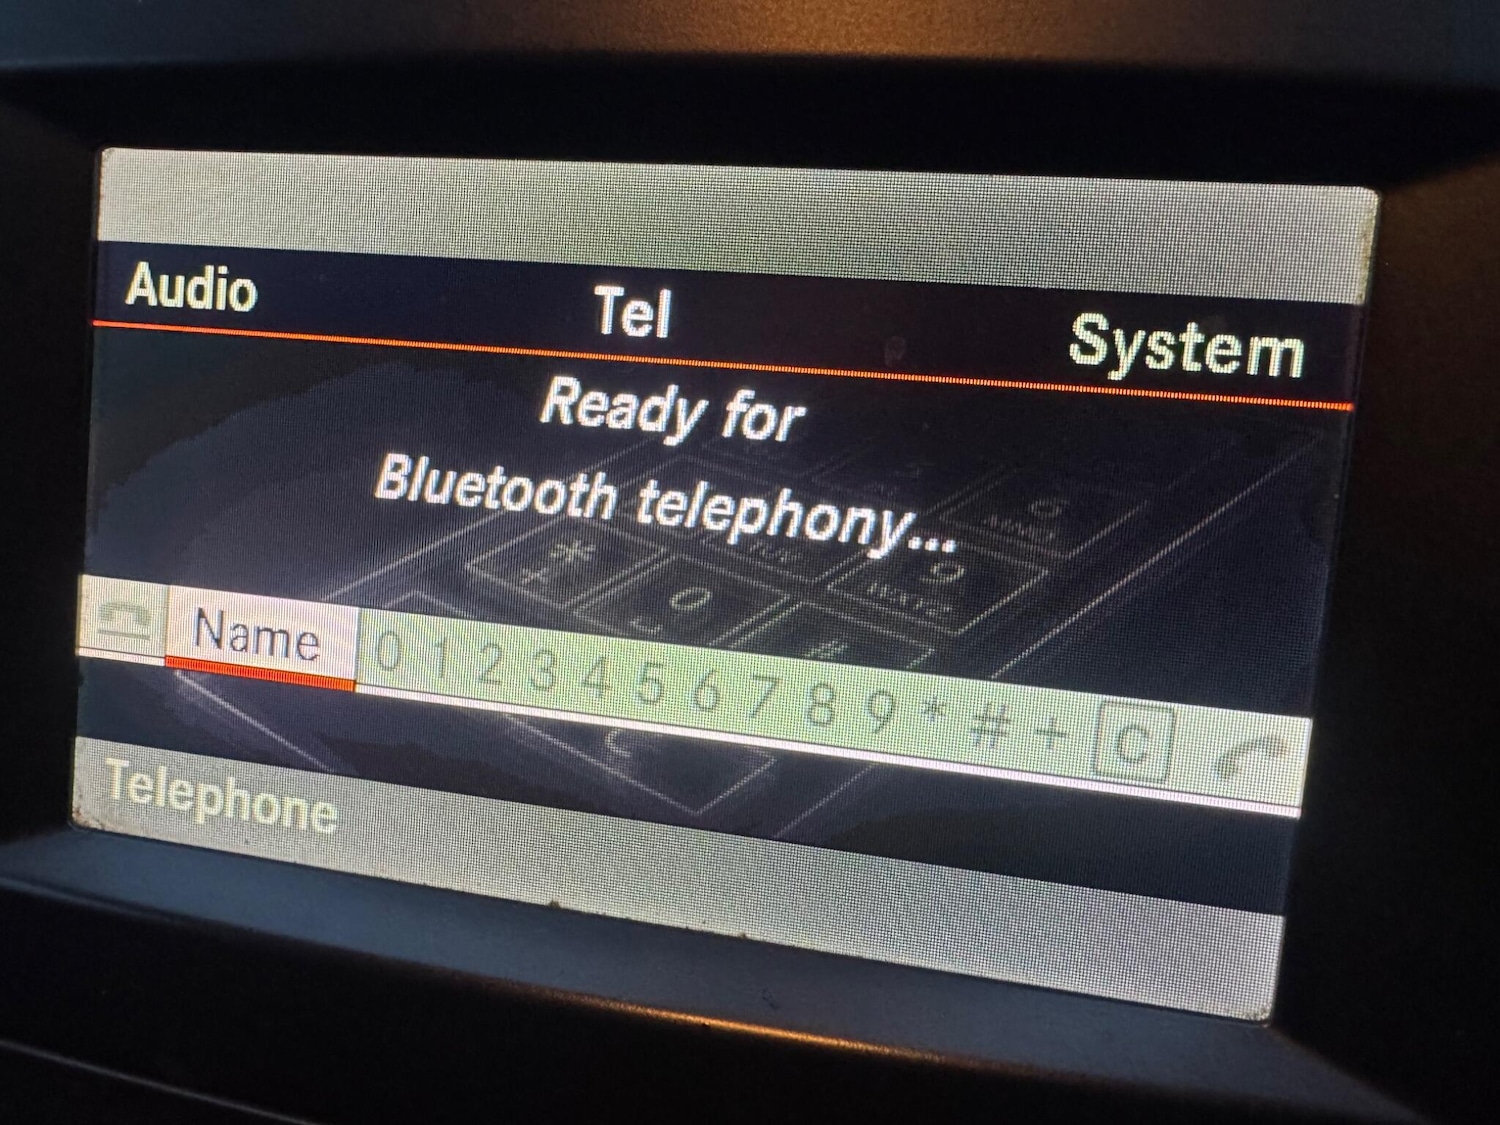 Audio Tel System
Ready for
Bluetooth telephony...
Name 0 1 2 3 4 5 6 7 8 9 * # + C
Telephone